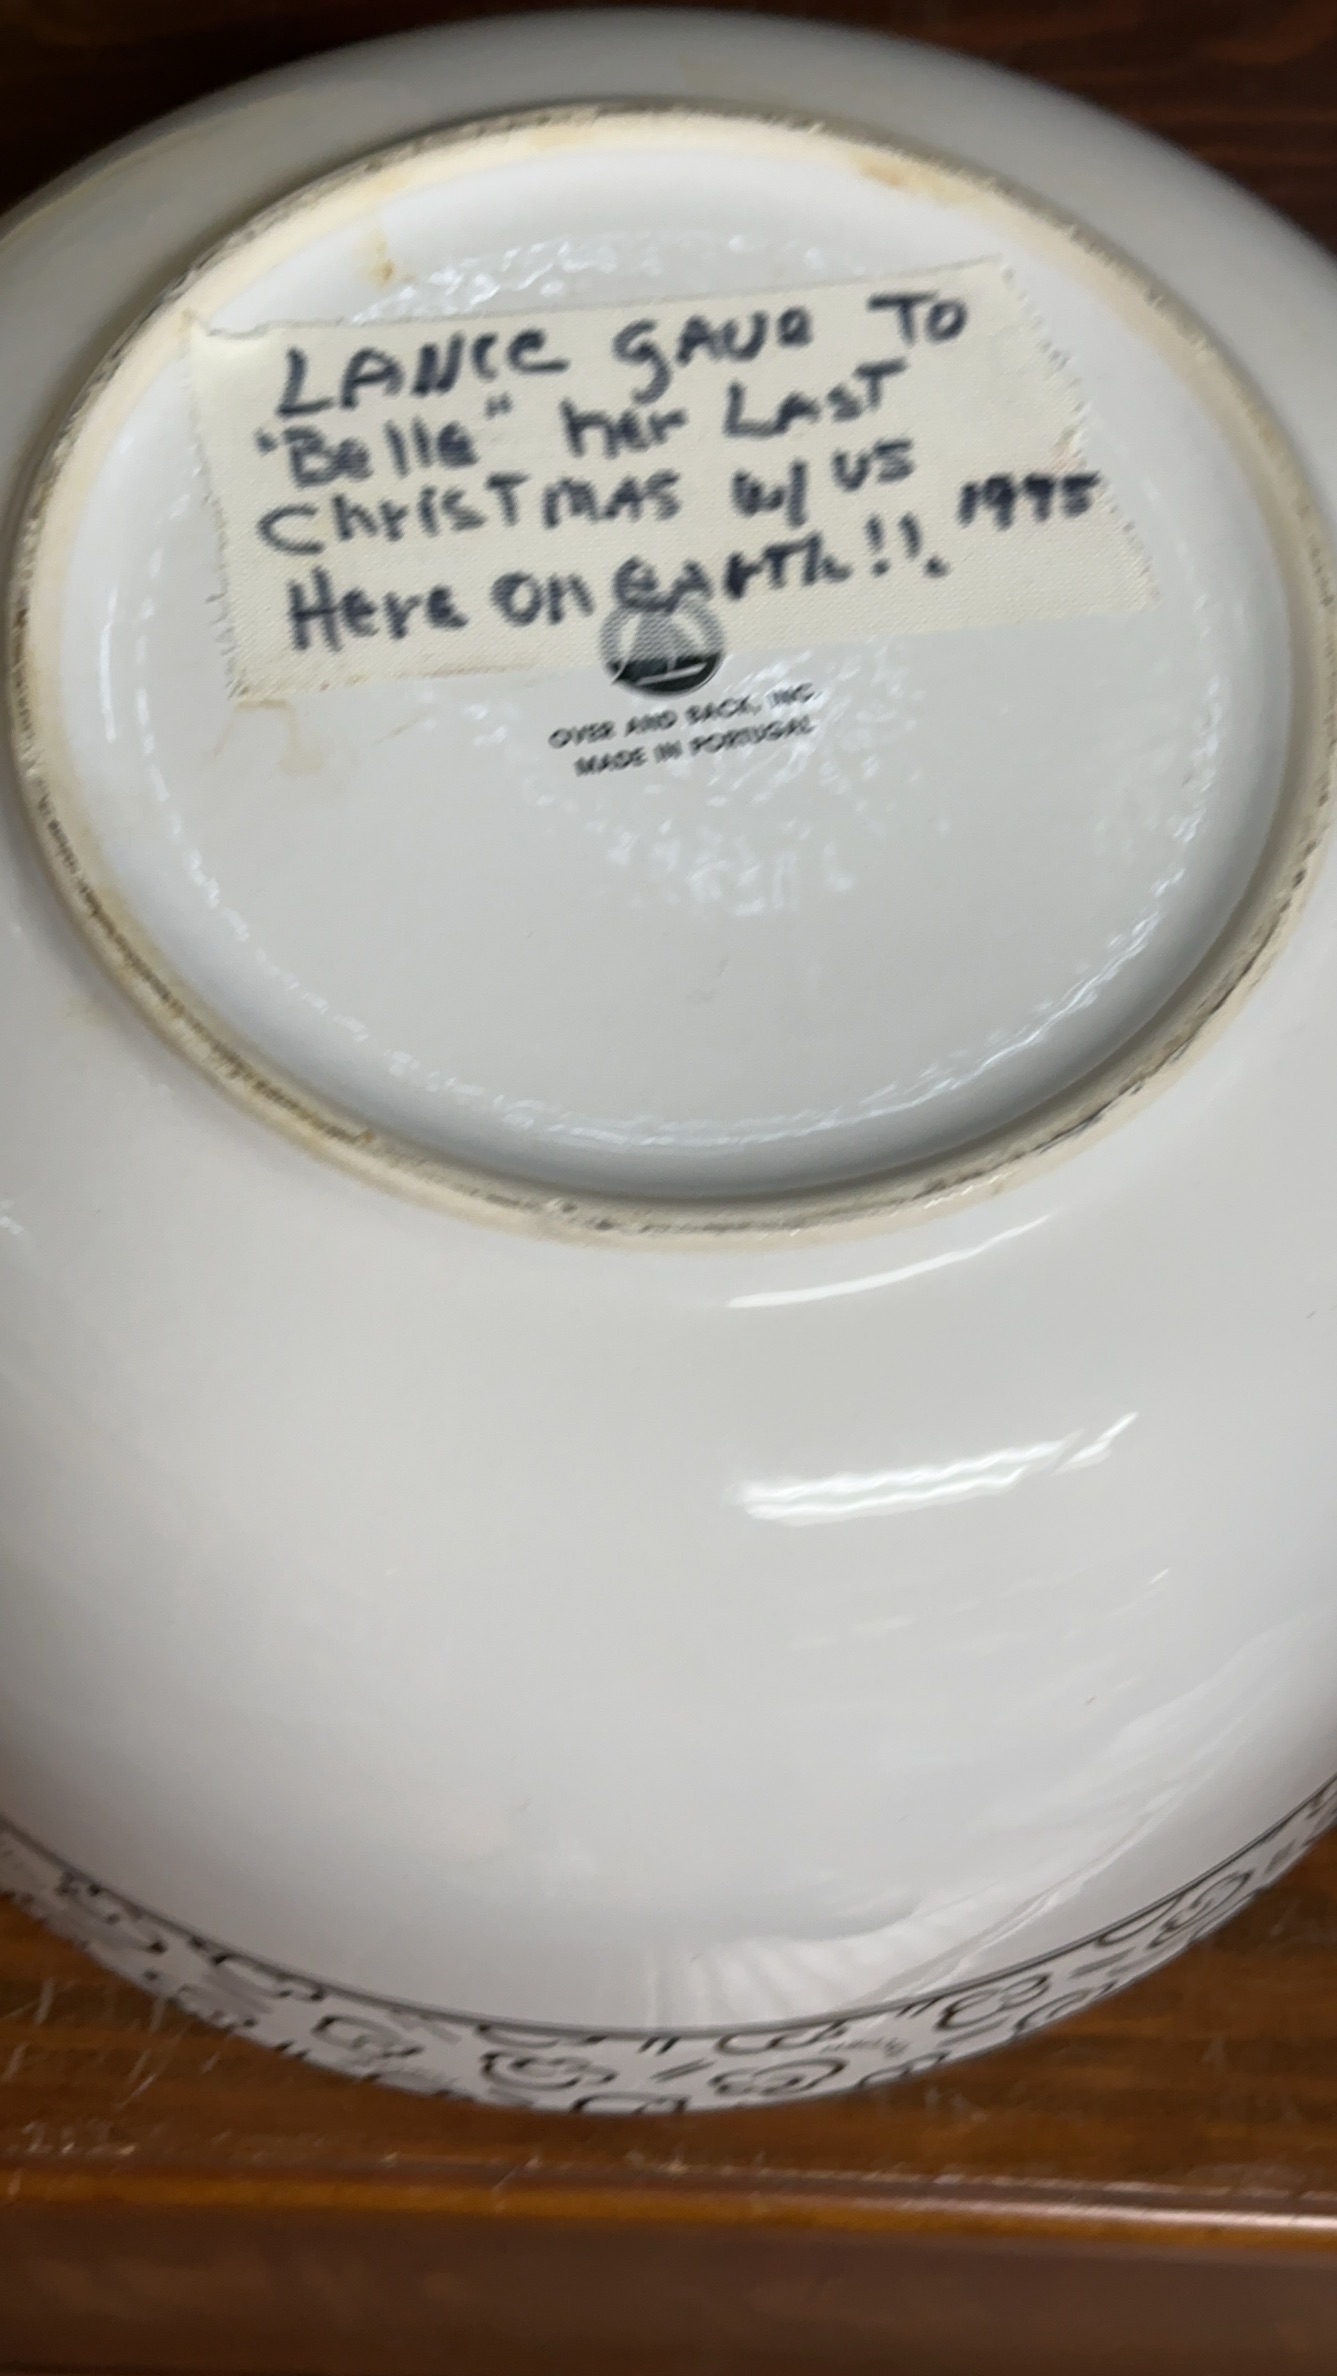 LANCE GAVE TO
"Belle" her LAST
ChrisTMAS w/ US
Here on eArTh!!. 1995
OVER AND BACK, INC.
MADE IN PORTUGAL